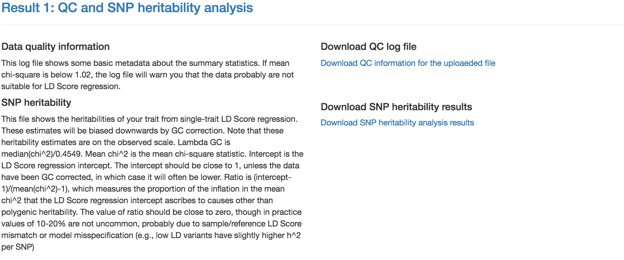 Result 1: QC and SNP heritability analysis
Data quality information
This log file shows some basic metadata about the summary statistics. If mean
chi-square is below 1.02, the log file will warn you that the data probably are not
suitable for LD Score regression.
SNP heritability
This file shows the heritabilities of your trait from single-trait LD Score regression.
These estimates will be biased downwards by GC correction. Note that these
heritability estimates are on the observed scale. Lambda GC is
median(chi^2)/0.4549. Mean chi^2 is the mean chi-square statistic. Intercept is the
LD Score regression intercept. The intercept should be close to 1, unless the data
have been GC corrected, in which case it will often be lower. Ratio is (intercept-
1)/(mean(chi^2)-1), which measures the proportion of the inflation in the mean
chi^2 that the LD Score regression intercept ascribes to causes other than
polygenic heritability. The value of ratio should be close to zero, though in practice
values of 10-20% are not uncommon, probably due to sample/reference LD Score
mismatch or model misspecification (e.g., low LD variants have slightly higher h^2
per SNP)
Download QC log file
Download QC information for the uploaeded file
Download SNP heritability results
Download SNP heritability analysis results